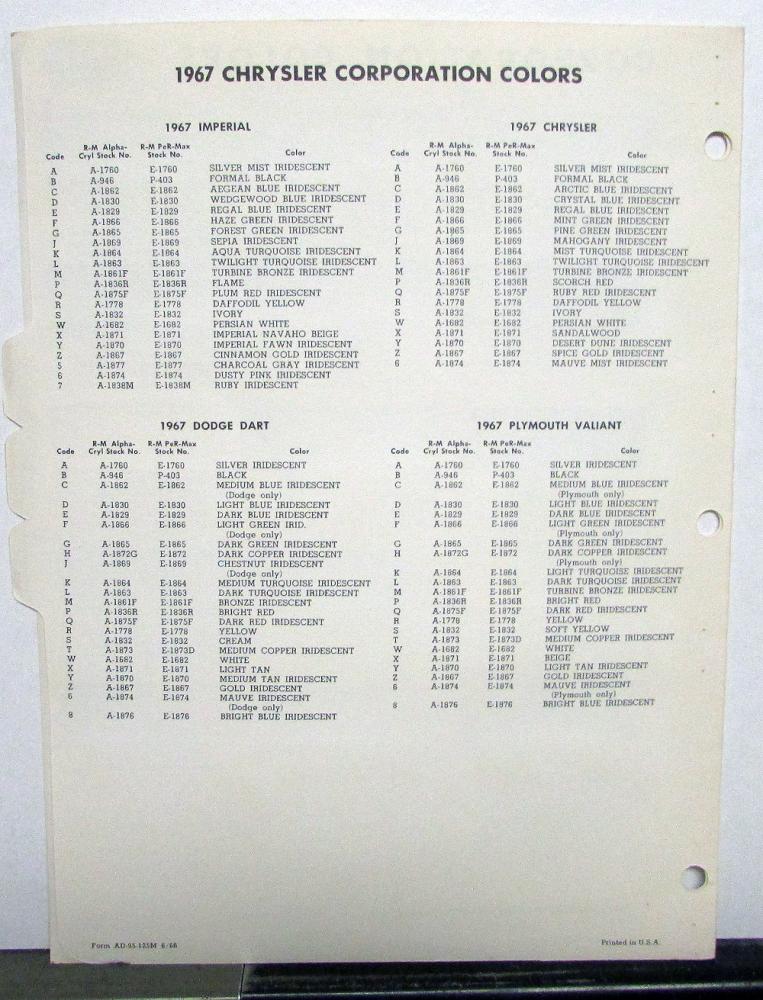 1967 CHRYSLER CORPORATION COLORS
1967 IMPERIAL
Code R-M Alpha-Cryl Stock No. R-M PeR-Max Stock No. Color
A A-1760 E-1760 SILVER MIST IRIDESCENT
B A-946 P-403 FORMAL BLACK
C A-1862 E-1862 AEGEAN BLUE IRIDESCENT
D A-1830 E-1830 WEDGEWOOD BLUE IRIDESCENT
E A-1829 E-1829 REGAL BLUE IRIDESCENT
F A-1866 E-1866 HAZE GREEN IRIDESCENT
G A-1865 E-1865 FOREST GREEN IRIDESCENT
J A-1869 E-1869 SEPIA IRIDESCENT
K A-1864 E-1864 AQUA TURQUOISE IRIDESCENT
L A-1863 E-1863 TWILIGHT TURQUOISE IRIDESCENT
M A-1861F E-1861F TURBINE BRONZE IRIDESCENT
P A-1836R E-1836R FLAME
Q A-1875F E-1875F PLUM RED IRIDESCENT
R A-1778 E-1778 DAFFODIL YELLOW
S A-1832 E-1832 IVORY
W A-1682 E-1682 PERSIAN WHITE
X A-1871 E-1871 IMPERIAL NAVAHO BEIGE
Y A-1870 E-1870 IMPERIAL FAWN IRIDESCENT
Z A-1867 E-1867 CINNAMON GOLD IRIDESCENT
5 A-1877 E-1877 CHARCOAL GRAY IRIDESCENT
6 A-1874 E-1874 DUSTY PINK IRIDESCENT
7 A-1838M E-1838M RUBY IRIDESCENT
1967 CHRYSLER
Code R-M Alpha-Cryl Stock No. R-M PeR-Max Stock No. Color
A A-1760 E-1760 SILVER MIST IRIDESCENT
B A-946 P-403 FORMAL BLACK
C A-1862 E-1862 ARCTIC BLUE IRIDESCENT
D A-1830 E-1830 CRYSTAL BLUE IRIDESCENT
E A-1829 E-1829 REGAL BLUE IRIDESCENT
F A-1866 E-1866 MINT GREEN IRIDESCENT
G A-1865 E-1865 PINE GREEN IRIDESCENT
J A-1869 E-1869 MAHOGANY IRIDESCENT
K A-1864 E-1864 MIST TURQUOISE IRIDESCENT
L A-1863 E-1863 TWILIGHT TURQUOISE IRIDESCENT
M A-1861F E-1861F TURBINE BRONZE IRIDESCENT
P A-1836R E-1836R SCORCH RED
Q A-1875F E-1875F RUBY RED IRIDESCENT
R A-1778 E-1778 DAFFODIL YELLOW
S A-1832 E-1832 IVORY
W A-1682 E-1682 PERSIAN WHITE
X A-1871 E-1871 SANDALWOOD
Y A-1870 E-1870 DESERT DUNE IRIDESCENT
Z A-1867 E-1867 SPICE GOLD IRIDESCENT
6 A-1874 E-1874 MAUVE MIST IRIDESCENT
1967 DODGE DART
Code R-M Alpha-Cryl Stock No. R-M PeR-Max Stock No. Color
A A-1760 E-1760 SILVER IRIDESCENT
B A-946 P-403 BLACK
C A-1862 E-1862 MEDIUM BLUE IRIDESCENT
(Dodge only)
D A-1830 E-1830 LIGHT BLUE IRIDESCENT
E A-1829 E-1829 DARK BLUE IRIDESCENT
F A-1866 E-1866 LIGHT GREEN IRID.
(Dodge only)
G A-1865 E-1865 DARK GREEN IRIDESCENT
H A-1872G E-1872 DARK COPPER IRIDESCENT
J A-1869 E-1869 CHESTNUT IRIDESCENT
(Dodge only)
K A-1864 E-1864 MEDIUM TURQUOISE IRIDESCENT
L A-1863 E-1863 DARK TURQUOISE IRIDESCENT
M A-1861F E-1861F BRONZE IRIDESCENT
P A-1836R E-1836R BRIGHT RED
Q A-1875F E-1875F DARK RED IRIDESCENT
R A-1778 E-1778 YELLOW
S A-1832 E-1832 CREAM
T A-1873 E-1873D MEDIUM COPPER IRIDESCENT
W A-1682 E-1682 WHITE
X A-1871 E-1871 LIGHT TAN
Y A-1870 E-1870 MEDIUM TAN IRIDESCENT
Z A-1867 E-1867 GOLD IRIDESCENT
6 A-1874 E-1874 MAUVE IRIDESCENT
(Dodge only)
8 A-1876 E-1876 BRIGHT BLUE IRIDESCENT
1967 PLYMOUTH VALIANT
Code R-M Alpha-Cryl Stock No. R-M PeR-Max Stock No. Color
A A-1760 E-1760 SILVER IRIDESCENT
B A-946 P-403 BLACK
C A-1862 E-1862 MEDIUM BLUE IRIDESCENT
(Plymouth only)
D A-1830 E-1830 LIGHT BLUE IRIDESCENT
E A-1829 E-1829 DARK BLUE IRIDESCENT
F A-1866 E-1866 LIGHT GREEN IRIDESCENT
(Plymouth only)
G A-1865 E-1865 DARK GREEN IRIDESCENT
H A-1872G E-1872 DARK COPPER IRIDESCENT
(Plymouth only)
K A-1864 E-1864 LIGHT TURQUOISE IRIDESCENT
L A-1863 E-1863 DARK TURQUOISE IRIDESCENT
M A-1861F E-1861F TURBINE BRONZE IRIDESCENT
P A-1836R E-1836R BRIGHT RED
Q A-1875F E-1875F DARK RED IRIDESCENT
R A-1778 E-1778 YELLOW
S A-1832 E-1832 SOFT YELLOW
T A-1873 E-1873D MEDIUM COPPER IRIDESCENT
W A-1682 E-1682 WHITE
X A-1871 E-1871 BEIGE
Y A-1870 E-1870 LIGHT TAN IRIDESCENT
Z A-1867 E-1867 GOLD IRIDESCENT
6 A-1874 E-1874 MAUVE IRIDESCENT
(Plymouth only)
8 A-1876 E-1876 BRIGHT BLUE IRIDESCENT
Form AD-95-125M 6/66
Printed in U.S.A.